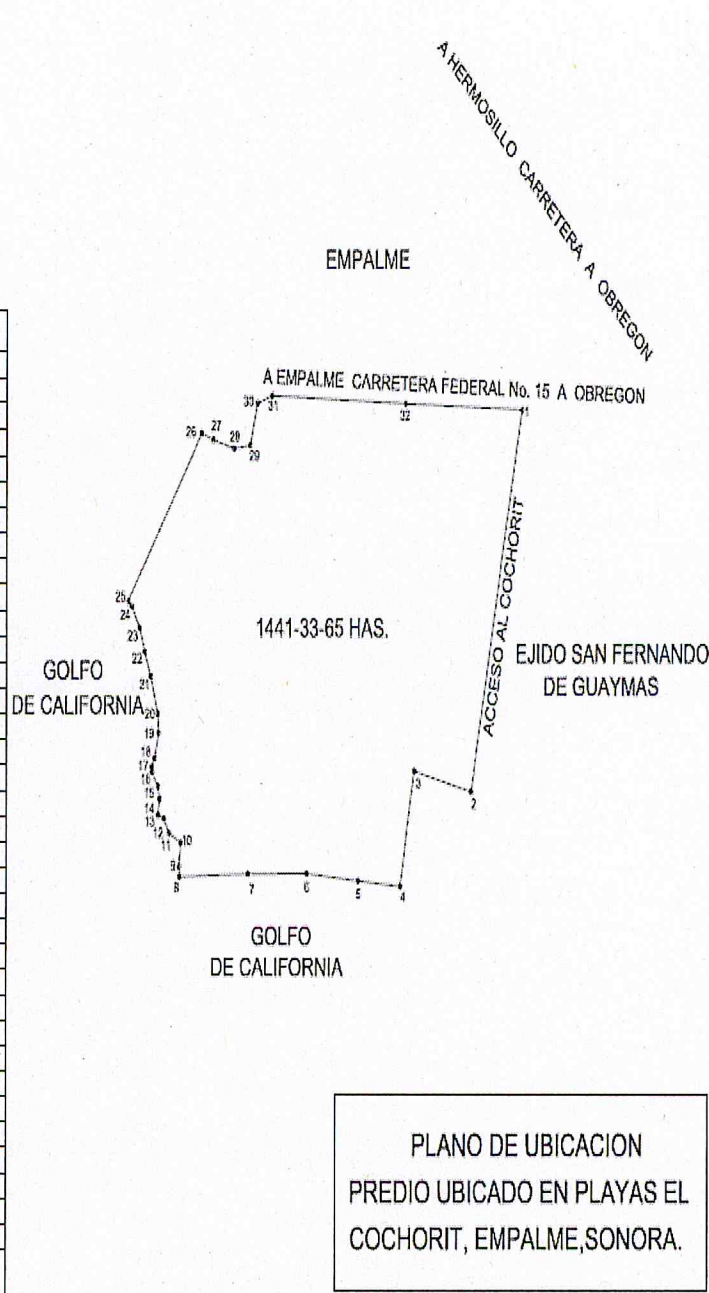 A HERMOSILLO CARRETERA A OBREGON
EMPALME
A EMPALME CARRETERA FEDERAL No. 15 A OBREGON
30
31
32
1
26
27
28
29
ACCESO AL COCHORIT
25
24
1441-33-65 HAS.
23
22
EJIDO SAN FERNANDO
DE GUAYMAS
GOLFO
DE CALIFORNIA
21
20
19
18
17
16
15
14
13
12
11
10
9
8
7
6
5
4
3
2
GOLFO
DE CALIFORNIA
PLANO DE UBICACION
PREDIO UBICADO EN PLAYAS EL
COCHORIT, EMPALME,SONORA.